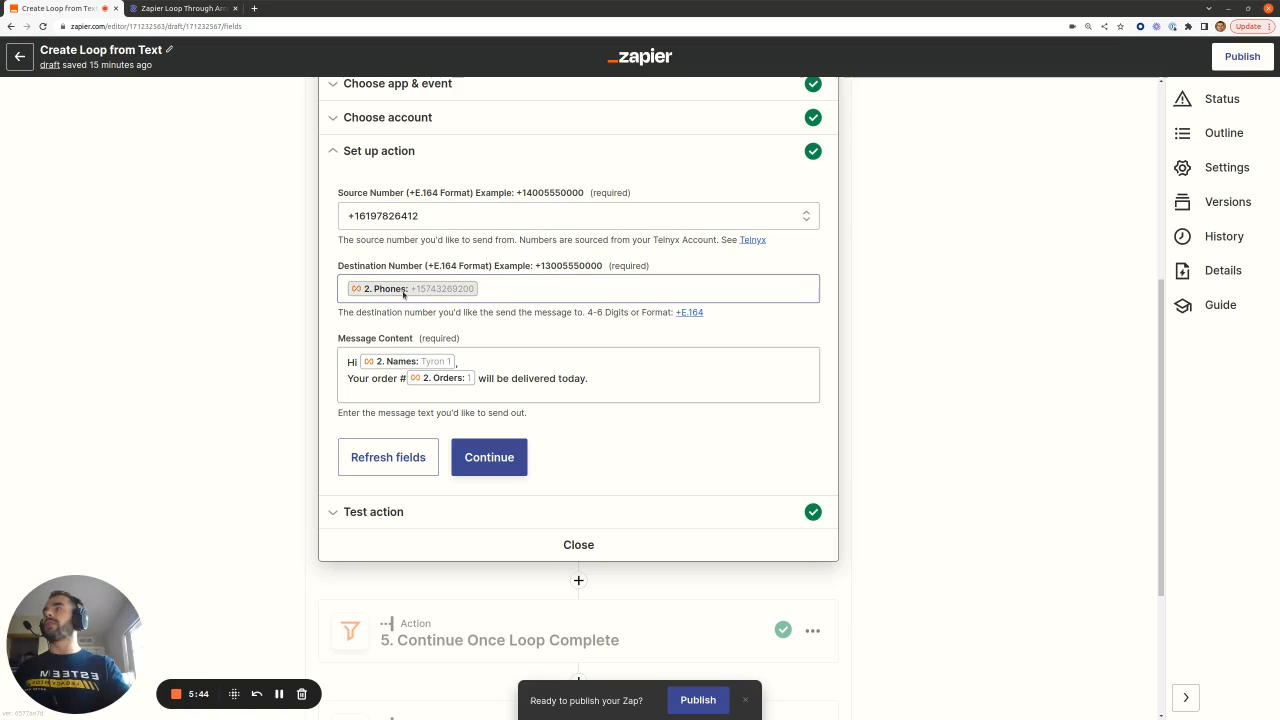 Create Loop from Text
Zapier Loop Through Arr
zapier.com/editor/171232563/draft/171232567/fields
Update
Create Loop from Text
draft saved 15 minutes ago
_zapier
Publish
Choose app & event
Choose account
Set up action
Source Number (+E.164 Format) Example: +14005550000 (required)
+16197826412
The source number you'd like to send from. Numbers are sourced from your Telnyx Account. See Telnyx
Destination Number (+E.164 Format) Example: +13005550000 (required)
2. Phones: +15743269200
The destination number you'd like the send the message to. 4-6 Digits or Format: +E.164
Message Content (required)
Hi 2. Names: Tyron 1 ,
Your order # 2. Orders: 1 will be delivered today.
Enter the message text you'd like to send out.
Refresh fields
Continue
Test action
Close
Action
5. Continue Once Loop Complete
Status
Outline
Settings
Versions
History
Details
Guide
ESTEEM
5:44
Ready to publish your Zap?
Publish
ver: 6577ae7d